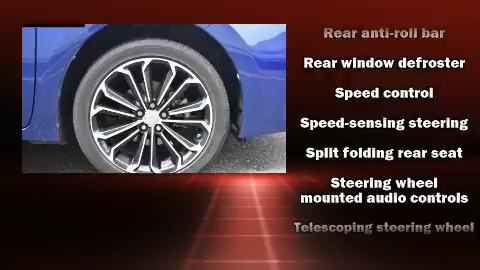 Rear anti-roll bar
Rear window defroster
Speed control
Speed-sensing steering
Split folding rear seat
Steering wheel
mounted audio controls
Telescoping steering wheel